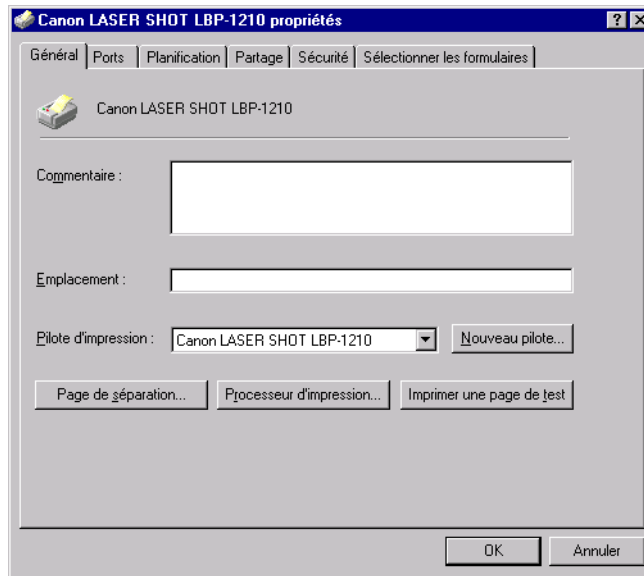 Canon LASER SHOT LBP-1210 propriétés
Général Ports Planification Partage Sécurité Sélectionner les formulaires
Canon LASER SHOT LBP-1210
Commentaire :
Emplacement :
Pilote d'impression : Canon LASER SHOT LBP-1210 Nouveau pilote...
Page de séparation... Processeur d'impression... Imprimer une page de test
OK Annuler